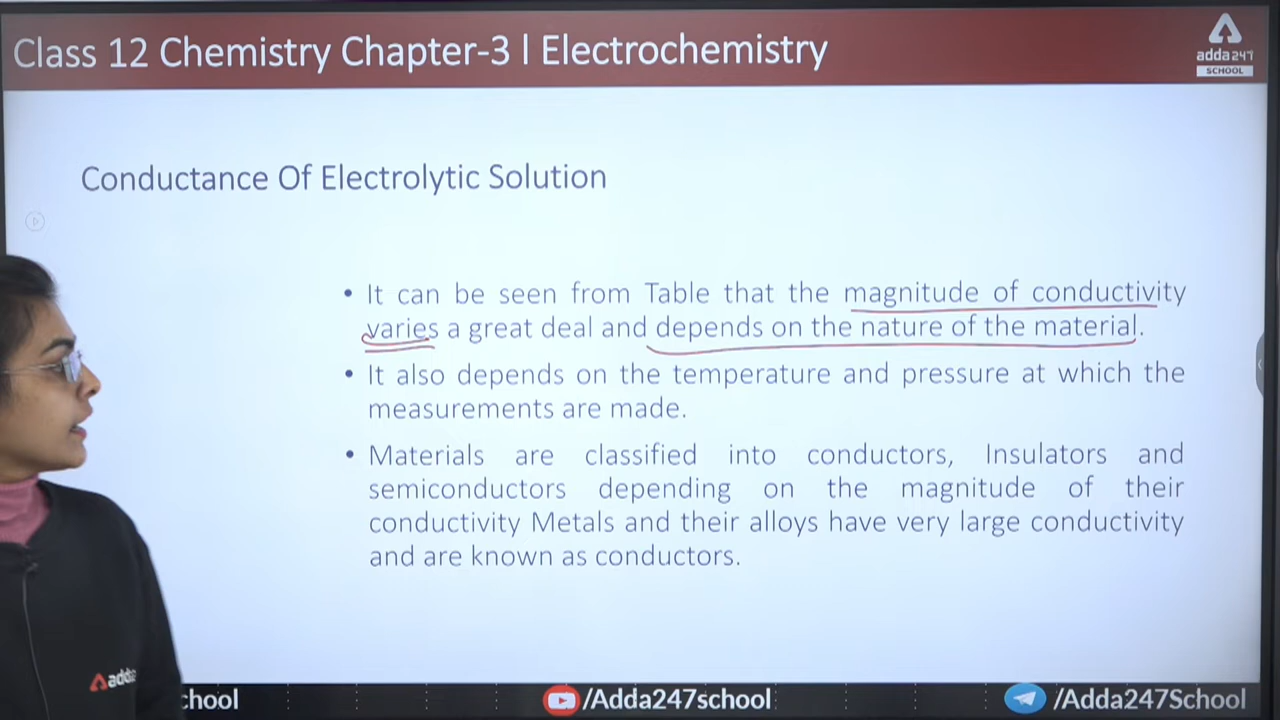 Class 12 Chemistry Chapter-3 l Electrochemistry
adda247
SCHOOL
Conductance Of Electrolytic Solution
• It can be seen from Table that the magnitude of conductivity
varies a great deal and depends on the nature of the material.
• It also depends on the temperature and pressure at which the
measurements are made.
• Materials are classified into conductors, Insulators and
semiconductors depending on the magnitude of their
conductivity Metals and their alloys have very large conductivity
and are known as conductors.
/Adda247school
/Adda247School